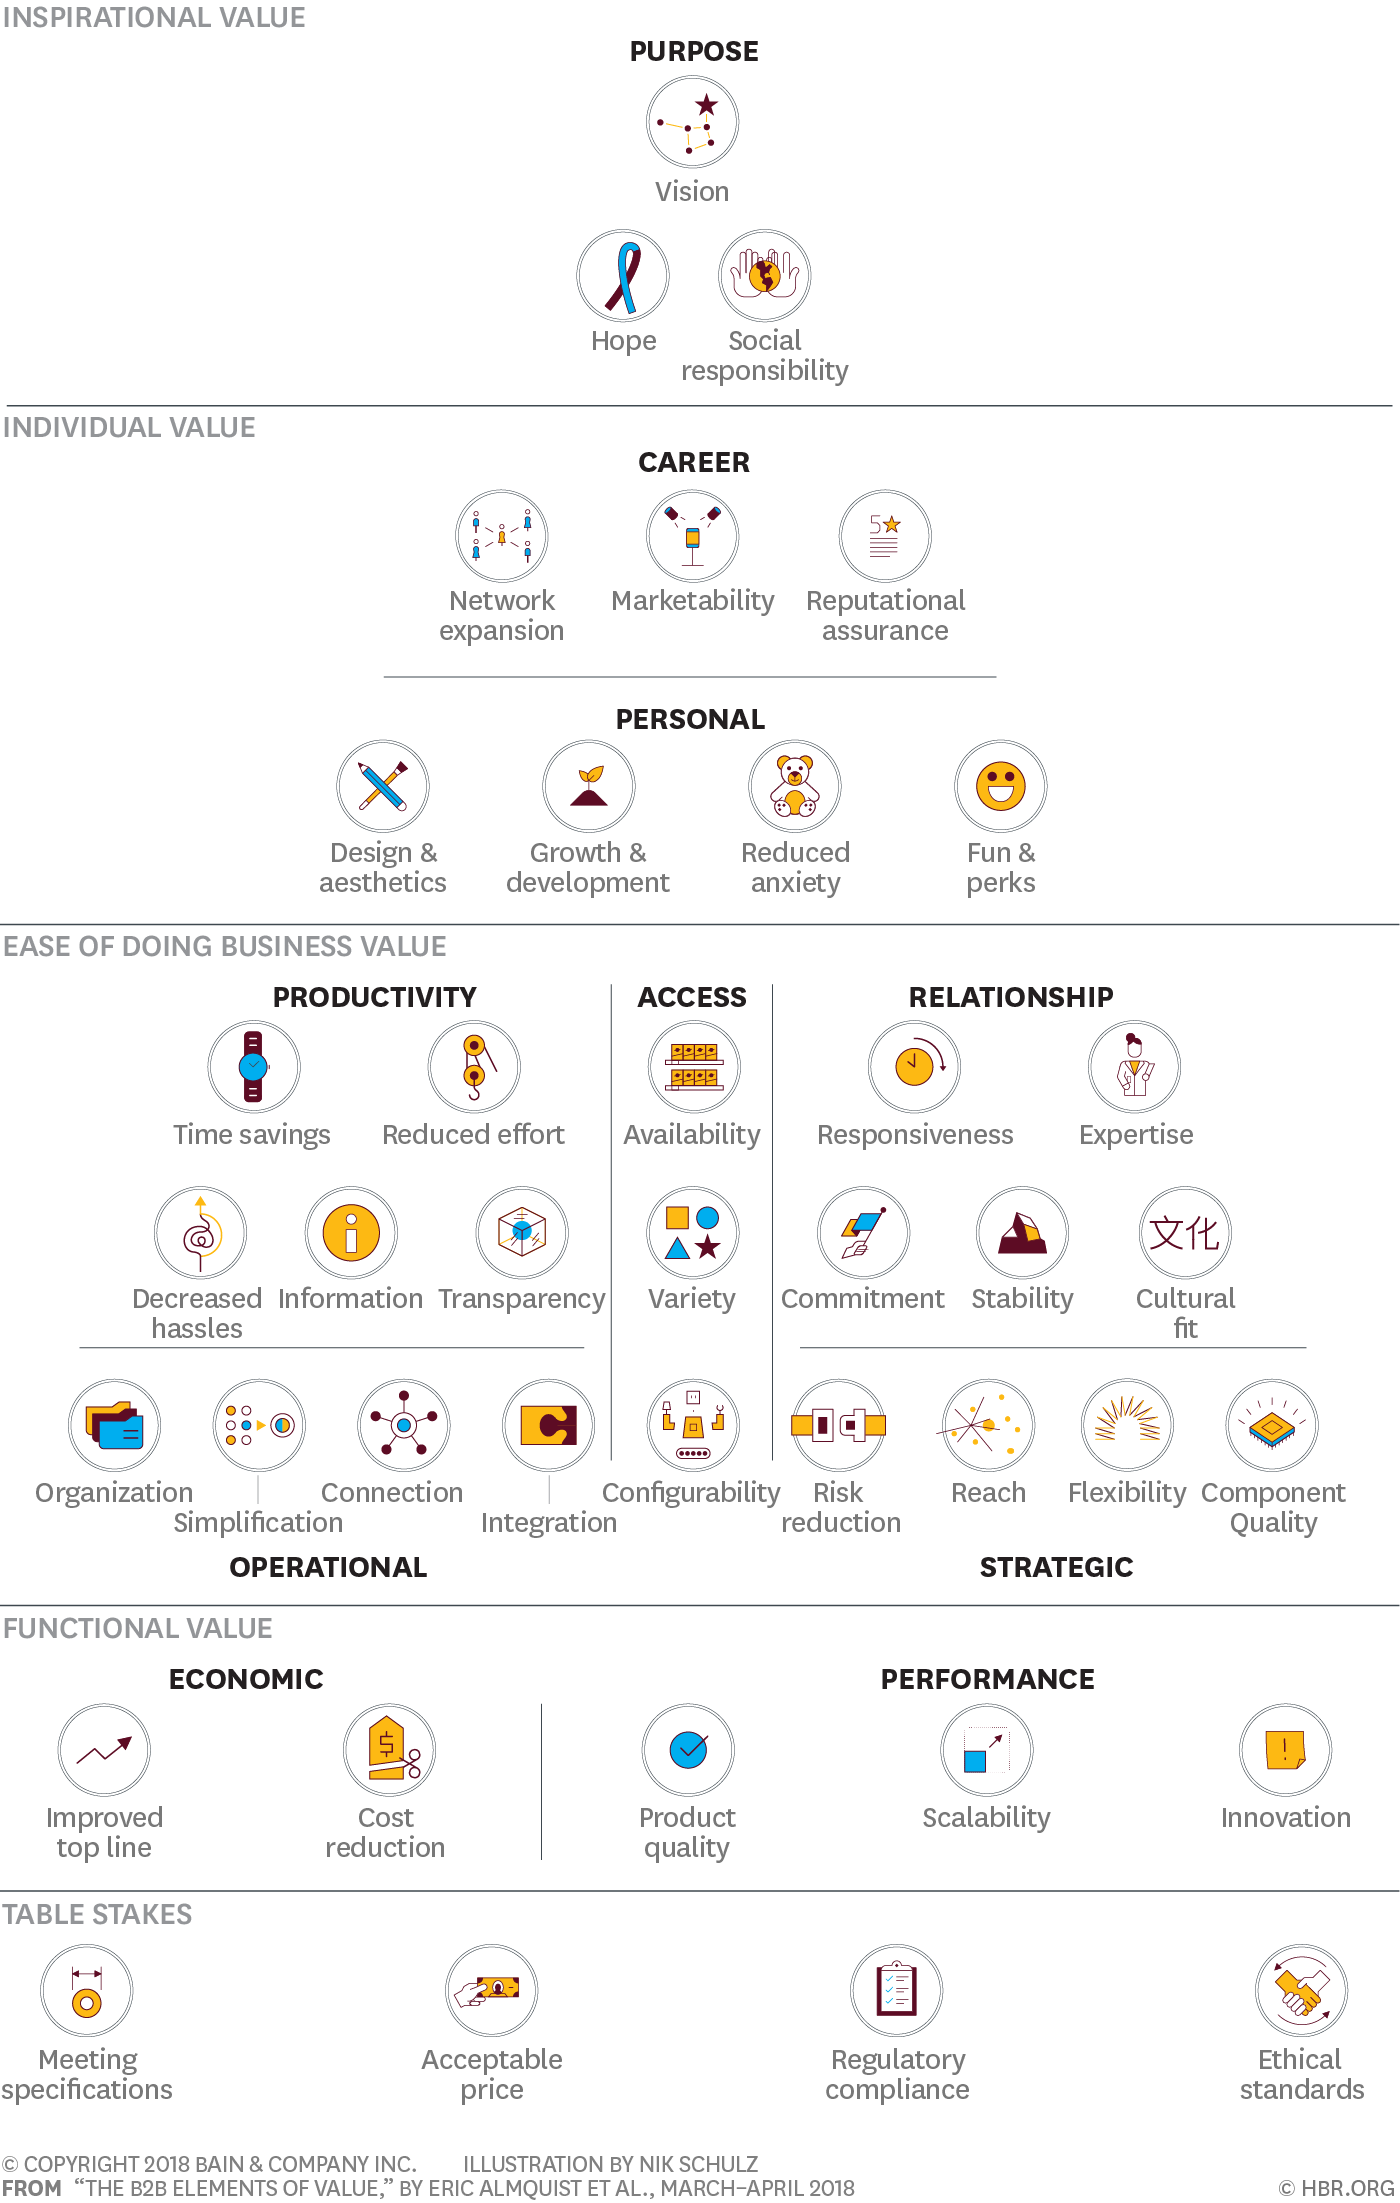 INSPIRATIONAL VALUE
PURPOSE
Vision
Hope
Social
responsibility
INDIVIDUAL VALUE
CAREER
5
Network
expansion
Marketability
Reputational
assurance
PERSONAL
Design &
aesthetics
Growth &
development
Reduced
anxiety
Fun &
perks
EASE OF DOING BUSINESS VALUE
PRODUCTIVITY
Time savings
Reduced effort
Decreased
hassles
i
Information
Transparency
ACCESS
Availability
Variety
Configurability
RELATIONSHIP
Responsiveness
Expertise
Commitment
Stability
文化
Cultural
fit
Organization
Simplification
Connection
Integration
OPERATIONAL
Risk
reduction
Reach
Flexibility
Component
Quality
STRATEGIC
FUNCTIONAL VALUE
ECONOMIC
Improved
top line
$
Cost
reduction
PERFORMANCE
Product
quality
Scalability
!
Innovation
TABLE STAKES
Meeting
specifications
Acceptable
price
Regulatory
compliance
Ethical
standards
© COPYRIGHT 2018 BAIN & COMPANY INC. ILLUSTRATION BY NIK SCHULZ
FROM “THE B2B ELEMENTS OF VALUE,” BY ERIC ALMQUIST ET AL., MARCH–APRIL 2018
© HBR.ORG